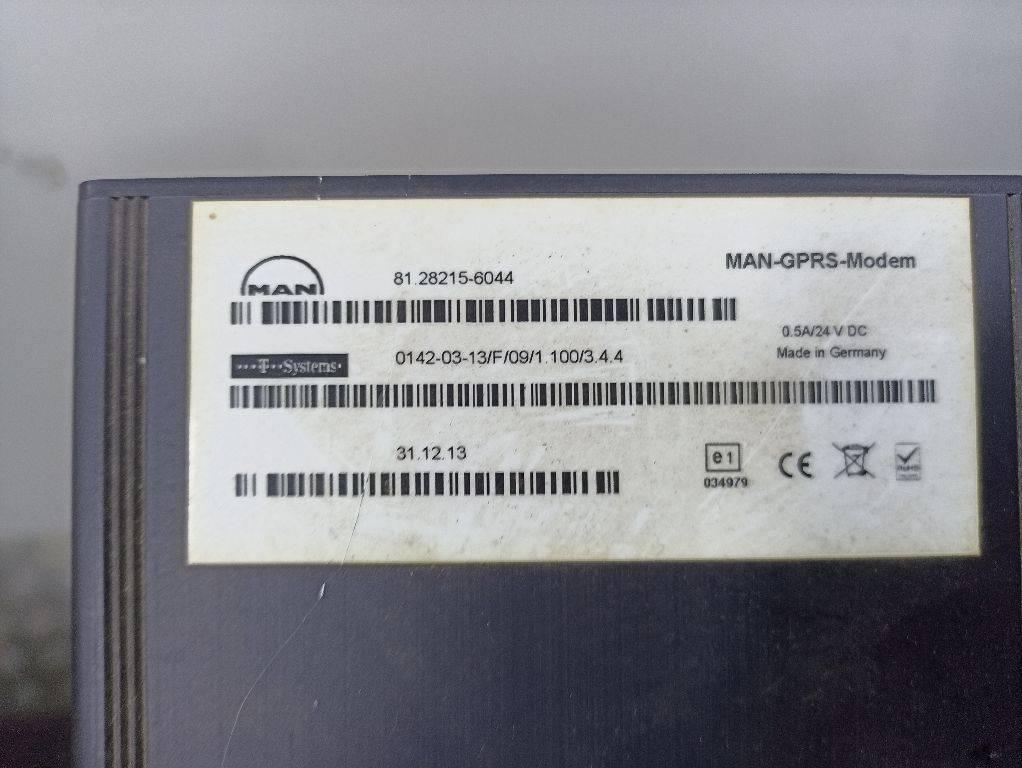 MAN
81.28215-6044
MAN-GPRS-Modem
0.5A/24 V DC
Made in Germany
···T··Systems·
0142-03-13/F/09/1.100/3.4.4
31.12.13
e1
034979
CE
RoHS